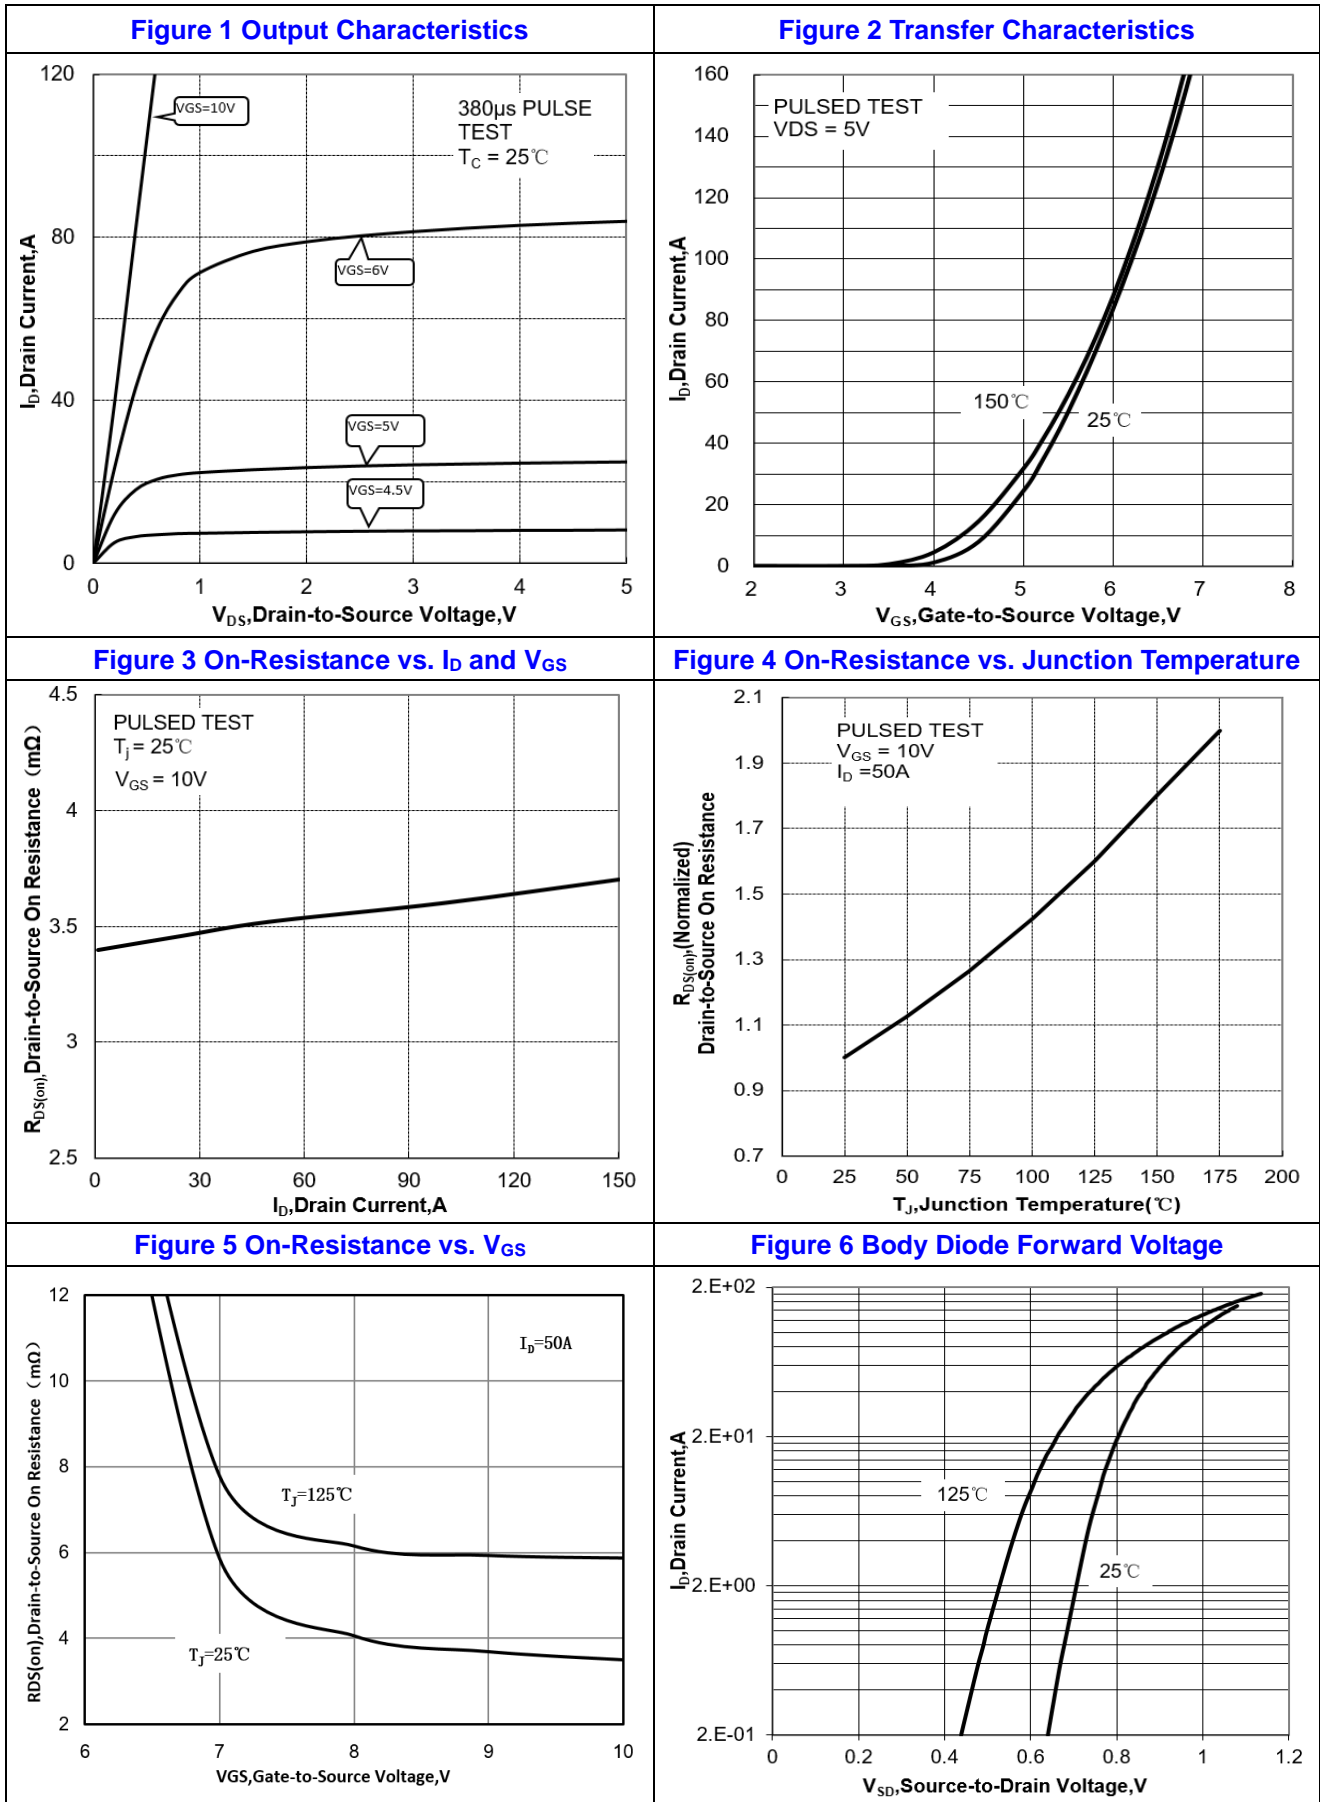 Figure 1 Output Characteristics
120
80
40
0
0 1 2 3 4 5
VGS=10V
380μs PULSE
TEST
TC = 25℃
VGS=6V
VGS=5V
VGS=4.5V
ID,Drain Current,A
VDS,Drain-to-Source Voltage,V
Figure 2 Transfer Characteristics
160
140
120
100
80
60
40
20
0
2 3 4 5 6 7 8
PULSED TEST
VDS = 5V
150℃
25℃
ID,Drain Current,A
VGS,Gate-to-Source Voltage,V
Figure 3 On-Resistance vs. ID and VGS
4.5
4
3.5
3
2.5
0 30 60 90 120 150
PULSED TEST
Tj = 25℃
VGS = 10V
RDS(on),Drain-to-Source On Resistance（mΩ）
ID,Drain Current,A
Figure 4 On-Resistance vs. Junction Temperature
2.1
1.9
1.7
1.5
1.3
1.1
0.9
0.7
0 25 50 75 100 125 150 175 200
PULSED TEST
VGS = 10V
ID =50A
RDS(on),(Normalized)
Drain-to-Source On Resistance
TJ,Junction Temperature(℃)
Figure 5 On-Resistance vs. VGS
12
10
8
6
4
2
6 7 8 9 10
ID=50A
TJ=125℃
TJ=25℃
RDS(on),Drain-to-Source On Resistance（mΩ）
VGS,Gate-to-Source Voltage,V
Figure 6 Body Diode Forward Voltage
2.E+02
2.E+01
2.E+00
2.E-01
0 0.2 0.4 0.6 0.8 1 1.2
125℃
25℃
ID,Drain Current,A
VSD,Source-to-Drain Voltage,V